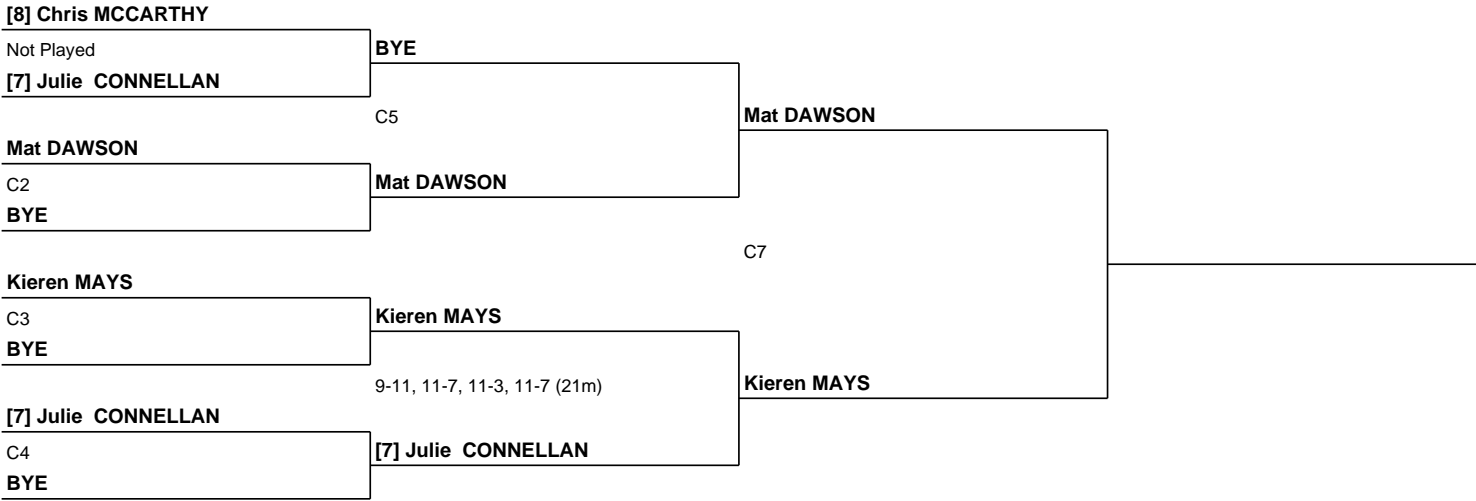 [8] Chris MCCARTHY
Not Played
BYE
[7] Julie CONNELLAN
C5
Mat DAWSON
Mat DAWSON
C2
Mat DAWSON
BYE
C7
Kieren MAYS
C3
Kieren MAYS
BYE
9-11, 11-7, 11-3, 11-7 (21m)
Kieren MAYS
[7] Julie CONNELLAN
C4
[7] Julie CONNELLAN
BYE